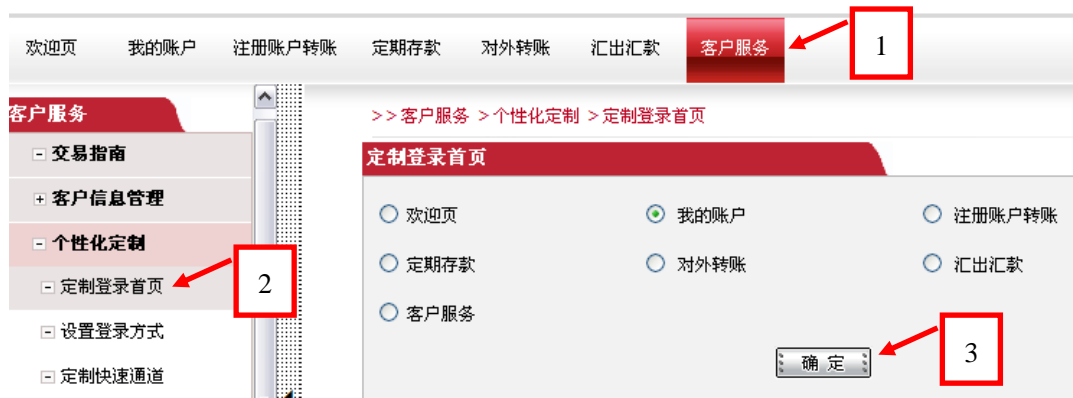 欢迎页 我的账户 注册账户转账 定期存款 对外转账 汇出汇款 客户服务 1
客户服务
交易指南
客户信息管理
个性化定制
定制登录首页 2
设置登录方式
定制快速通道
>>客户服务 >个性化定制 >定制登录首页
定制登录首页
欢迎页 我的账户 注册账户转账
定期存款 对外转账 汇出汇款
客户服务
确 定 3